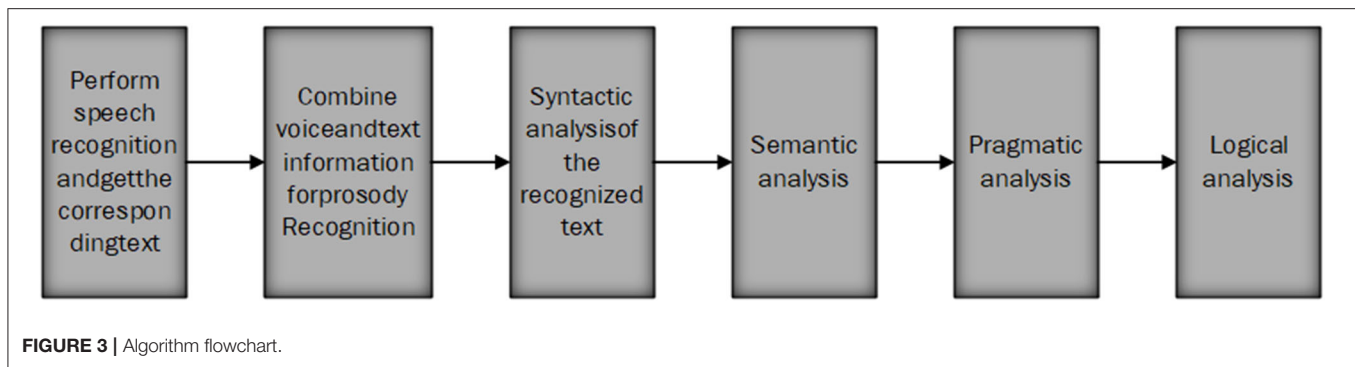 Perform
speech
recognition
andgetthe
correspon
dingtext
Combine
voiceandtext
information
forprosody
Recognition
Syntactic
analysisof
the
recognized
text
Semantic
analysis
Pragmatic
analysis
Logical
analysis
FIGURE 3 | Algorithm flowchart.